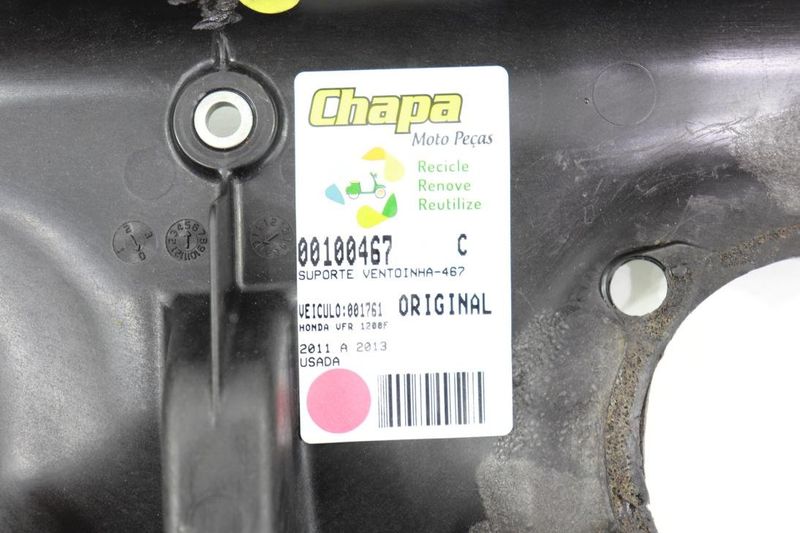 Chapa
Moto Peças
Recicle
Renove
Reutilize
00100467 C
SUPORTE VENTOINHA-467
VEICULO:001761 ORIGINAL
HONDA VFR 1200F
2011 A 2013
USADA